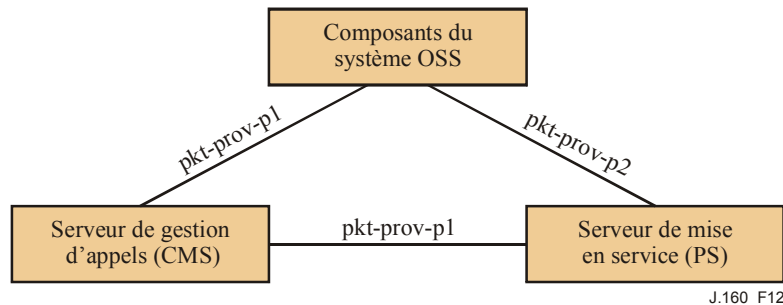 Composants du
système OSS
pkt-prov-p1
pkt-prov-p2
Serveur de gestion
d'appels (CMS)
pkt-prov-p1
Serveur de mise
en service (PS)
J.160_F12